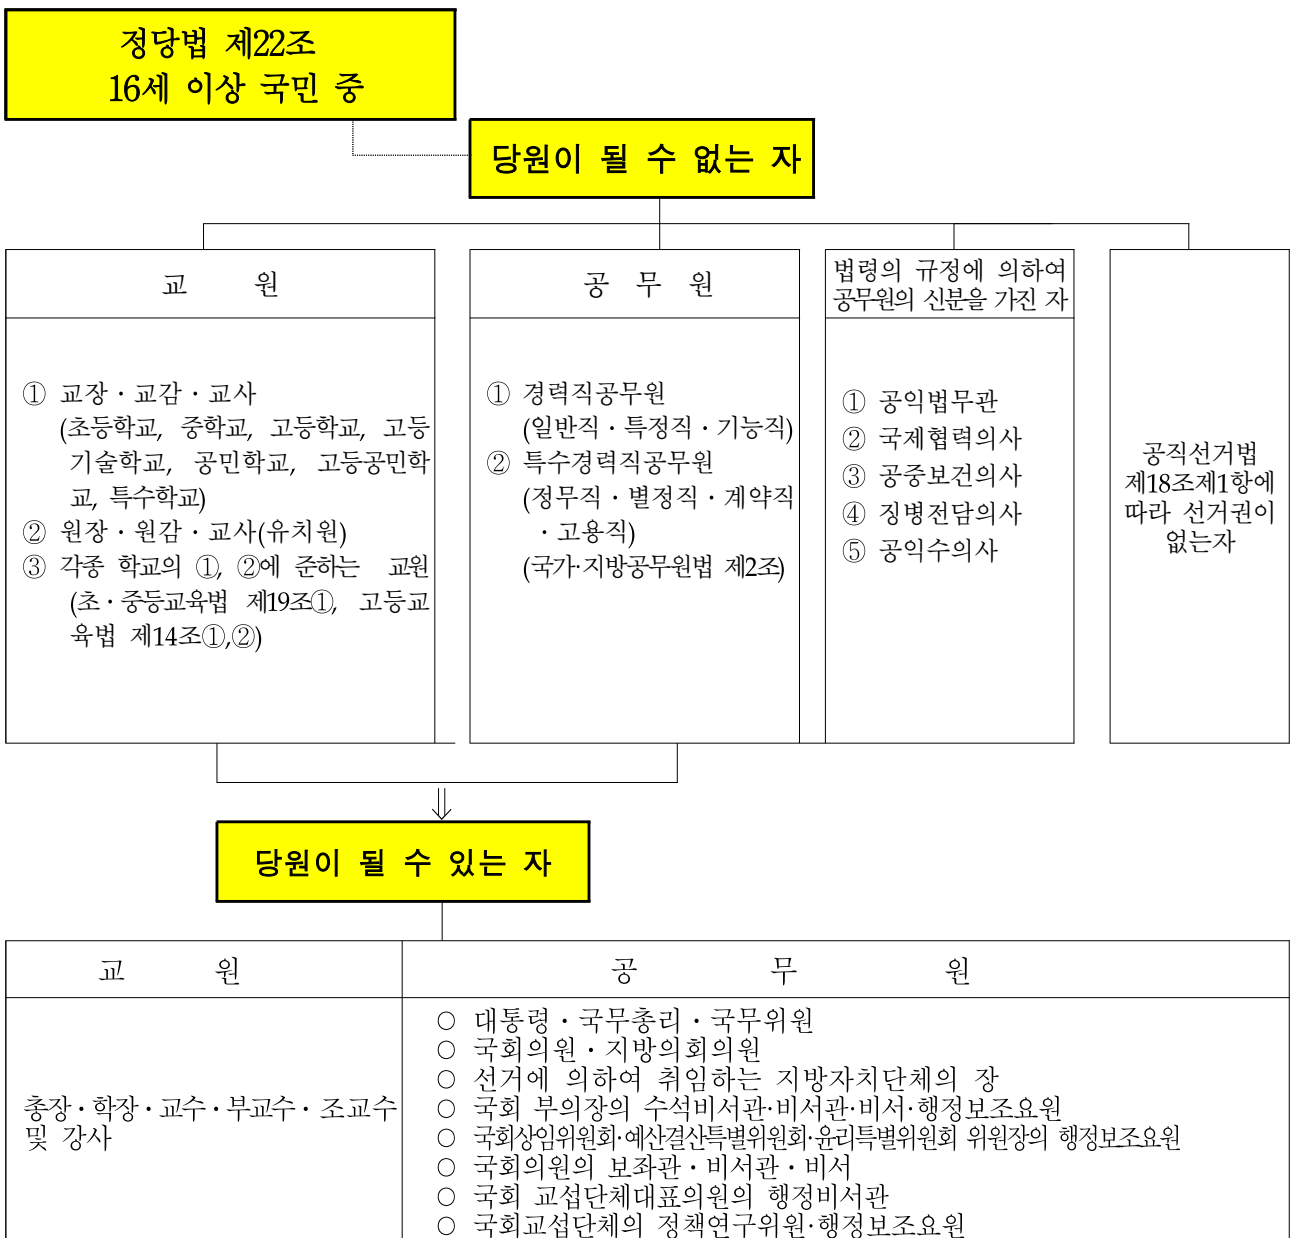 정당법 제22조
16세 이상 국민 중
당원이 될 수 없는 자
교 원
① 교장·교감·교사
(초등학교, 중학교, 고등학교, 고등
기술학교, 공민학교, 고등공민학
교, 특수학교)
② 원장·원감·교사(유치원)
③ 각종 학교의 ①, ②에 준하는 교원
(초·중등교육법 제19조①, 고등교
육법 제14조①,②)
공 무 원
① 경력직공무원
(일반직·특정직·기능직)
② 특수경력직공무원
(정무직·별정직·계약직
·고용직)
(국가·지방공무원법 제2조)
법령의 규정에 의하여
공무원의 신분을 가진 자
① 공익법무관
② 국제협력의사
③ 공중보건의사
④ 징병전담의사
⑤ 공익수의사
공직선거법
제18조제1항에
따라 선거권이
없는자
당원이 될 수 있는 자
교 원
총장·학장·교수·부교수·조교수
및 강사
공 무 원
○ 대통령·국무총리·국무위원
○ 국회의원·지방의회의원
○ 선거에 의하여 취임하는 지방자치단체의 장
○ 국회 부의장의 수석비서관·비서관·비서·행정보조요원
○ 국회상임위원회·예산결산특별위원회·윤리특별위원회 위원장의 행정보조요원
○ 국회의원의 보좌관·비서관·비서
○ 국회 교섭단체대표의원의 행정비서관
○ 국회교섭단체의 정책연구위원·행정보조요원